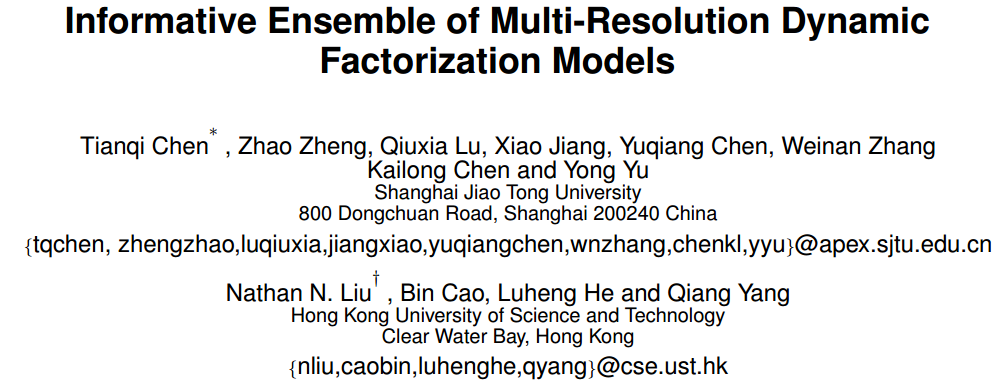 Informative Ensemble of Multi-Resolution Dynamic
Factorization Models
Tianqi Chen* , Zhao Zheng, Qiuxia Lu, Xiao Jiang, Yuqiang Chen, Weinan Zhang
Kailong Chen and Yong Yu
Shanghai Jiao Tong University
800 Dongchuan Road, Shanghai 200240 China
{tqchen, zhengzhao,luqiuxia,jiangxiao,yuqiangchen,wnzhang,chenkl,yyu}@apex.sjtu.edu.cn
Nathan N. Liu† , Bin Cao, Luheng He and Qiang Yang
Hong Kong University of Science and Technology
Clear Water Bay, Hong Kong
{nliu,caobin,luhenghe,qyang}@cse.ust.hk